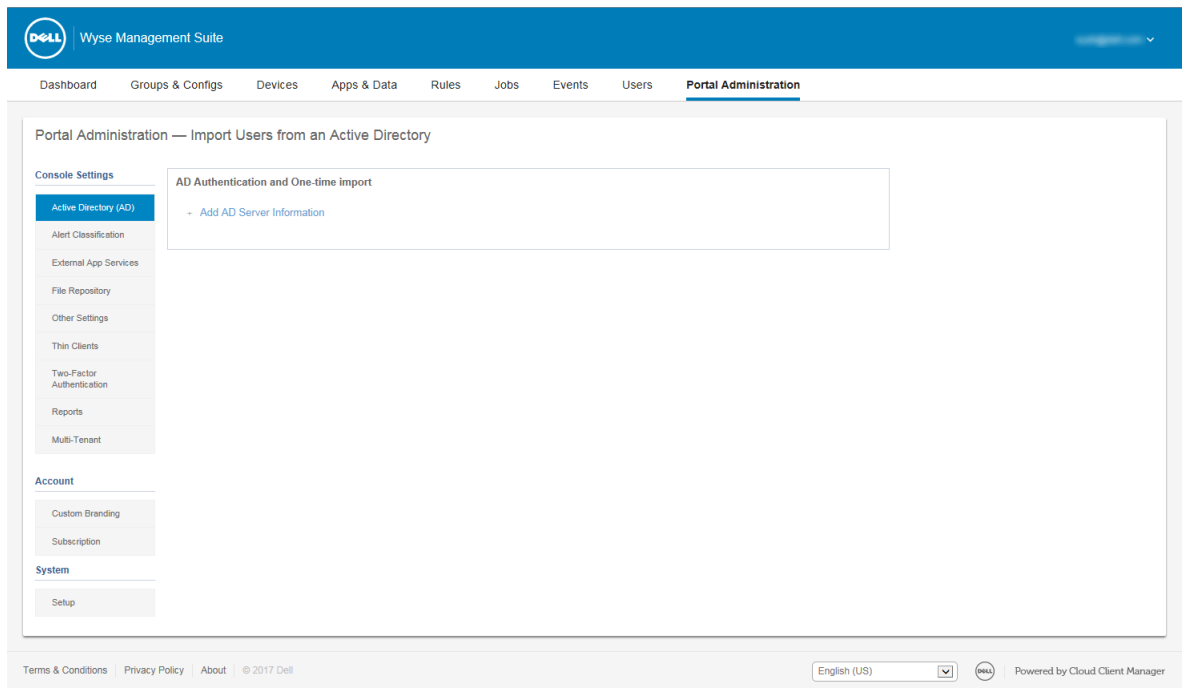 DELL
Wyse Management Suite
Dashboard
Groups & Configs
Devices
Apps & Data
Rules
Jobs
Events
Users
Portal Administration
Portal Administration — Import Users from an Active Directory
Console Settings
Active Directory (AD)
Alert Classification
External App Services
File Repository
Other Settings
Thin Clients
Two-Factor
Authentication
Reports
Multi-Tenant
Account
Custom Branding
Subscription
System
Setup
AD Authentication and One-time import
Add AD Server Information
Terms & Conditions
Privacy Policy
About
© 2017 Dell
English (US)
DELL
Powered by Cloud Client Manager